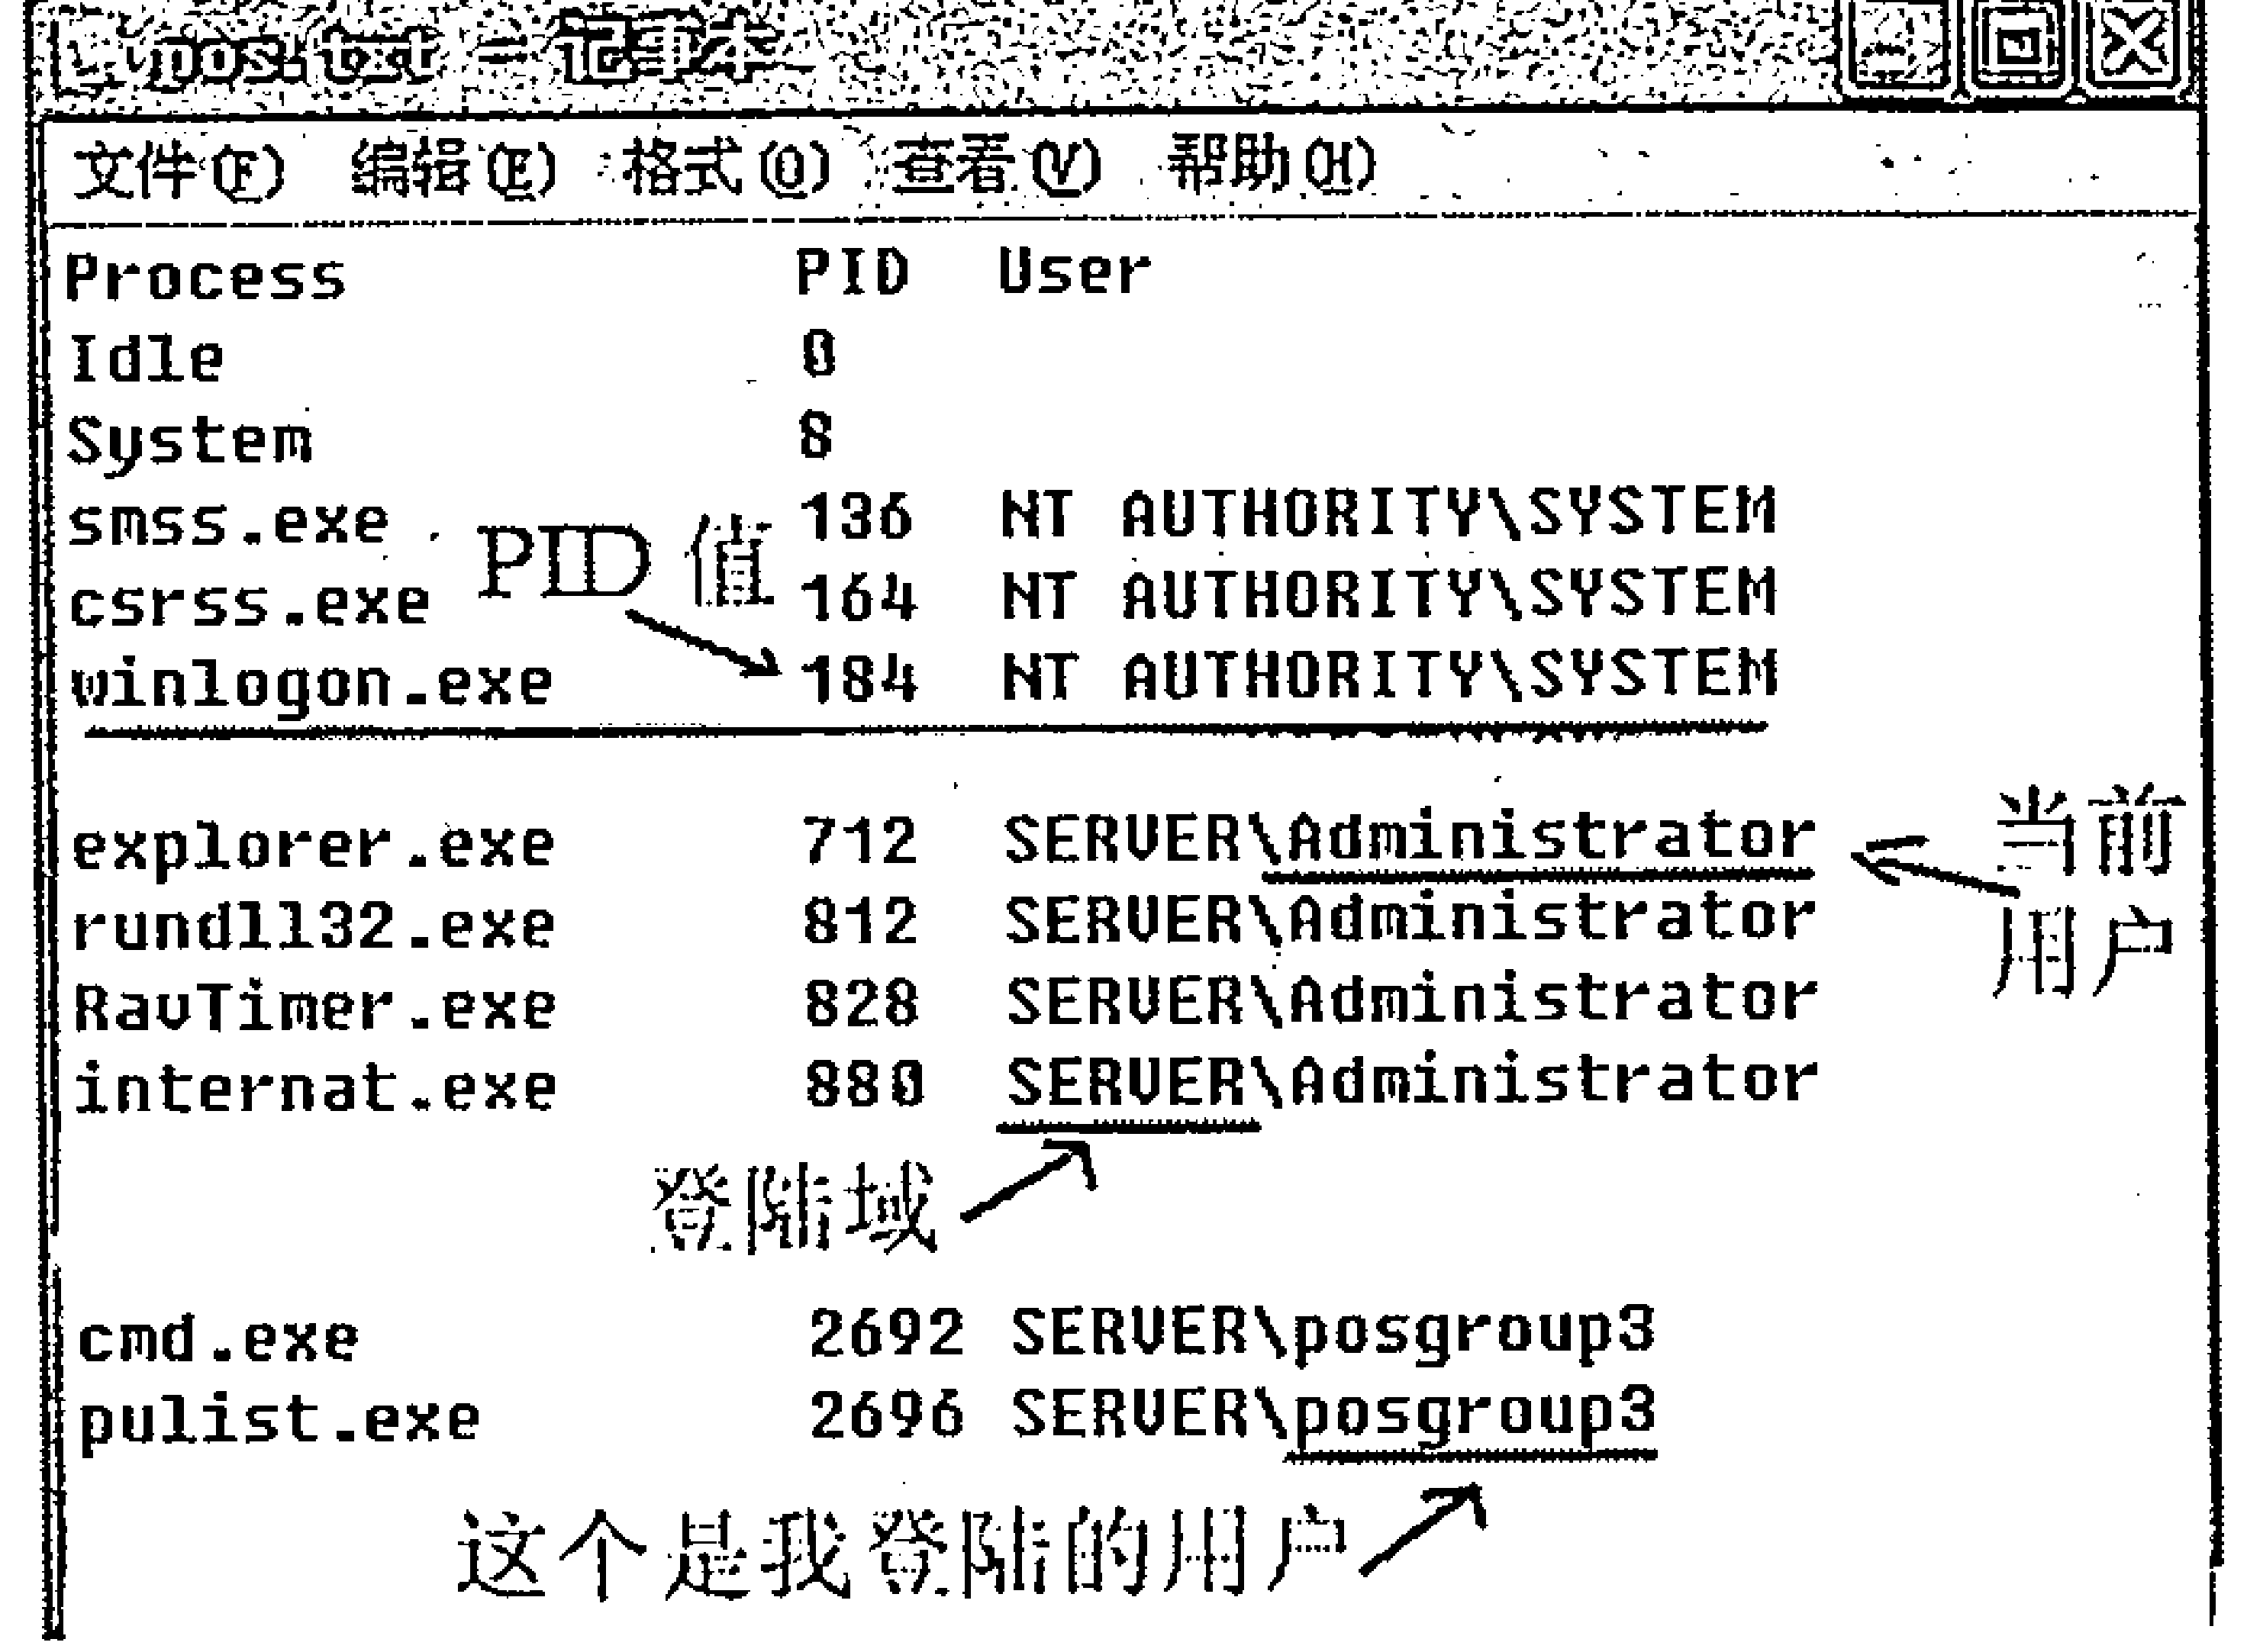 pos.txt - 记事本
文件(F) 编辑(E) 格式(O) 查看(V) 帮助(H)
Process PID User
Idle 0
System 8
smss.exe 136 NT AUTHORITY\SYSTEM
PID 值
csrss.exe 164 NT AUTHORITY\SYSTEM
winlogon.exe 184 NT AUTHORITY\SYSTEM
explorer.exe 712 SERVER\Administrator
当前
用户
rundll32.exe 812 SERVER\Administrator
RavTimer.exe 828 SERVER\Administrator
internat.exe 880 SERVER\Administrator
登陆域
cmd.exe 2692 SERVER\posgroup3
pulist.exe 2696 SERVER\posgroup3
这个是我登陆的用户